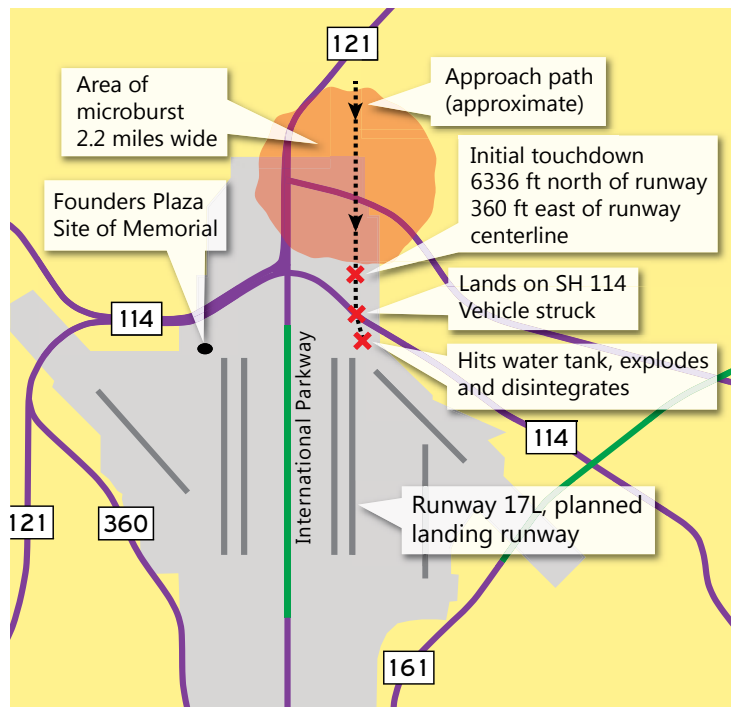 121
Area of
microburst
2.2 miles wide
Approach path
(approximate)
Initial touchdown
6336 ft north of runway
360 ft east of runway
centerline
Founders Plaza
Site of Memorial
Lands on SH 114
Vehicle struck
114
Hits water tank, explodes
and disintegrates
International Parkway
114
Runway 17L, planned
landing runway
121
360
161